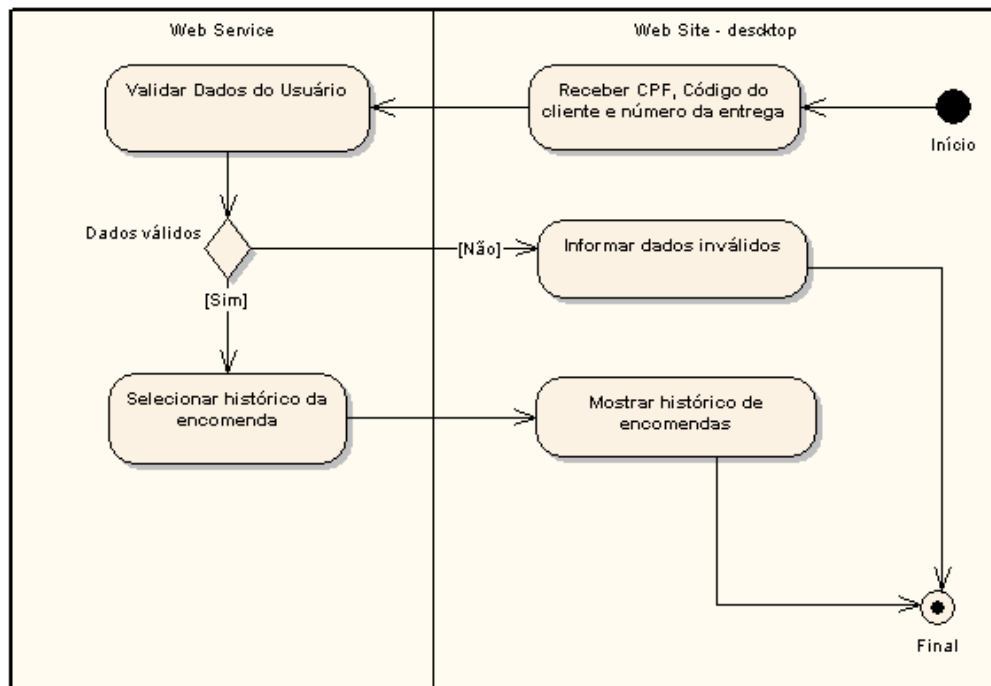 Web Service
Web Site - descktop
Validar Dados do Usuário
Receber CPF, Código do
cliente e número da entrega
Início
Dados válidos
[Não]
Informar dados inválidos
[Sim]
Selecionar histórico da
encomenda
Mostrar histórico de
encomendas
Final